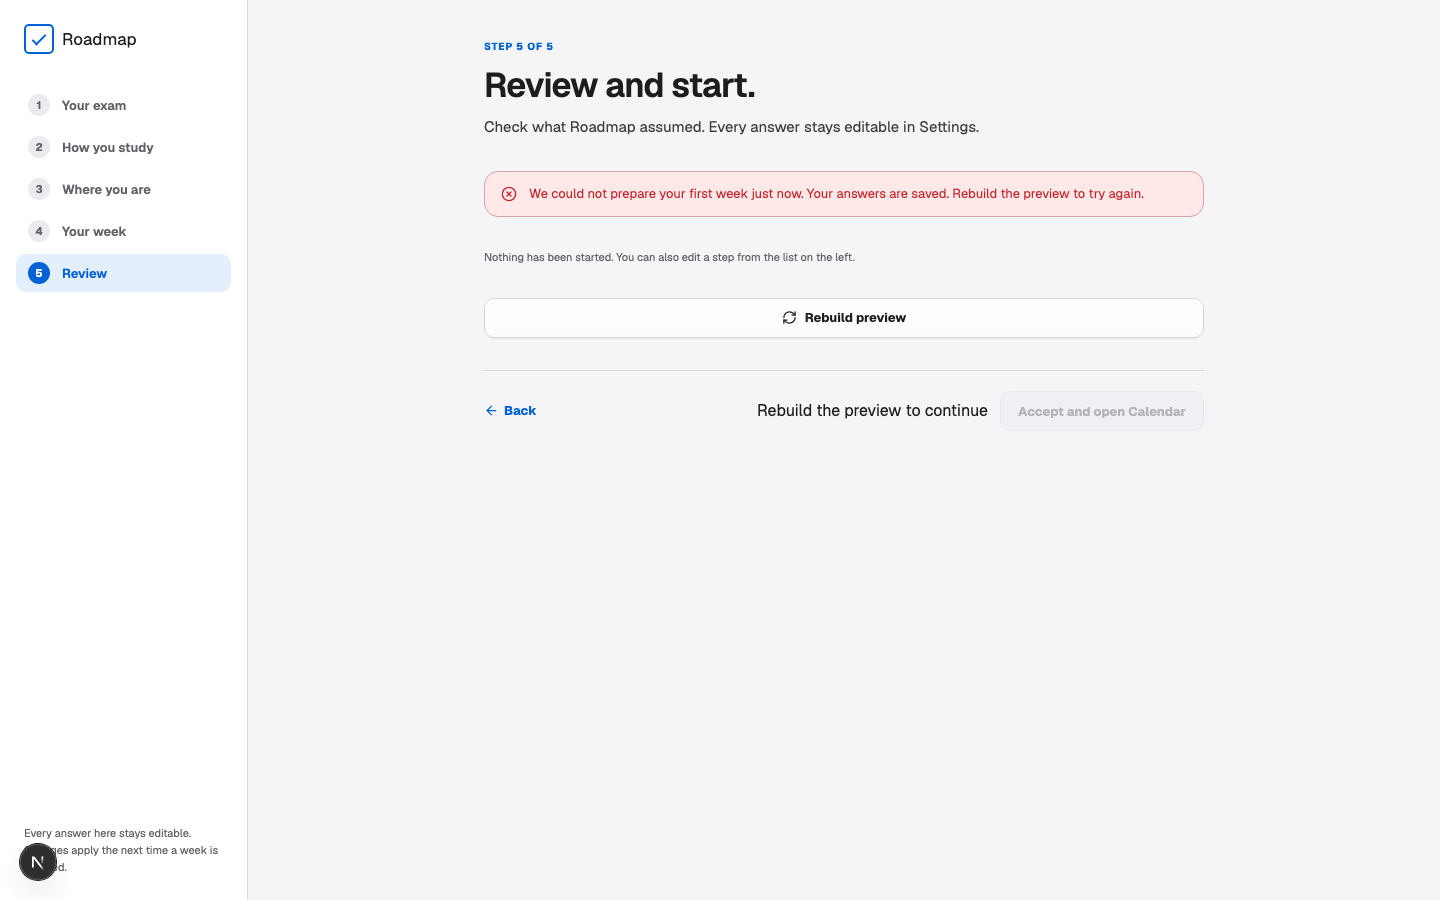 Roadmap
1 Your exam
2 How you study
3 Where you are
4 Your week
5 Review
STEP 5 OF 5
Review and start.
Check what Roadmap assumed. Every answer stays editable in Settings.
We could not prepare your first week just now. Your answers are saved. Rebuild the preview to try again.
Nothing has been started. You can also edit a step from the list on the left.
Rebuild preview
Back
Rebuild the preview to continue
Accept and open Calendar
Every answer here stays editable.
apply the next time a week is
N